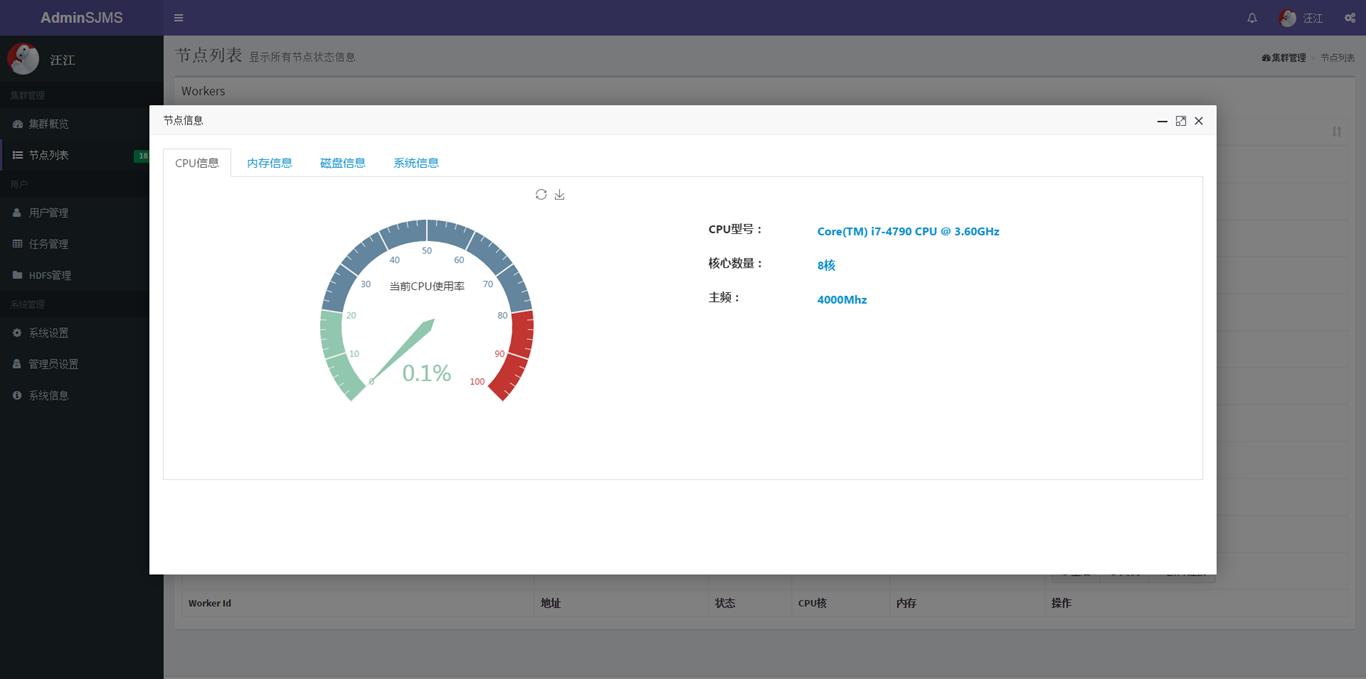 AdminSJMS
汪江
汪江
节点列表 显示所有节点状态信息
集群管理 > 节点列表
集群管理
集群概览
节点列表
18
用户
用户管理
任务管理
HDFS管理
系统管理
系统设置
管理员设置
系统信息
Workers
节点信息
CPU信息
内存信息
磁盘信息
系统信息
0
10
20
30
40
50
60
70
80
90
100
当前CPU使用率
0.1%
CPU型号： Core(TM) i7-4790 CPU @ 3.60GHz
核心数量： 8核
主频： 4000Mhz
Worker Id 地址 状态 CPU核 内存 操作